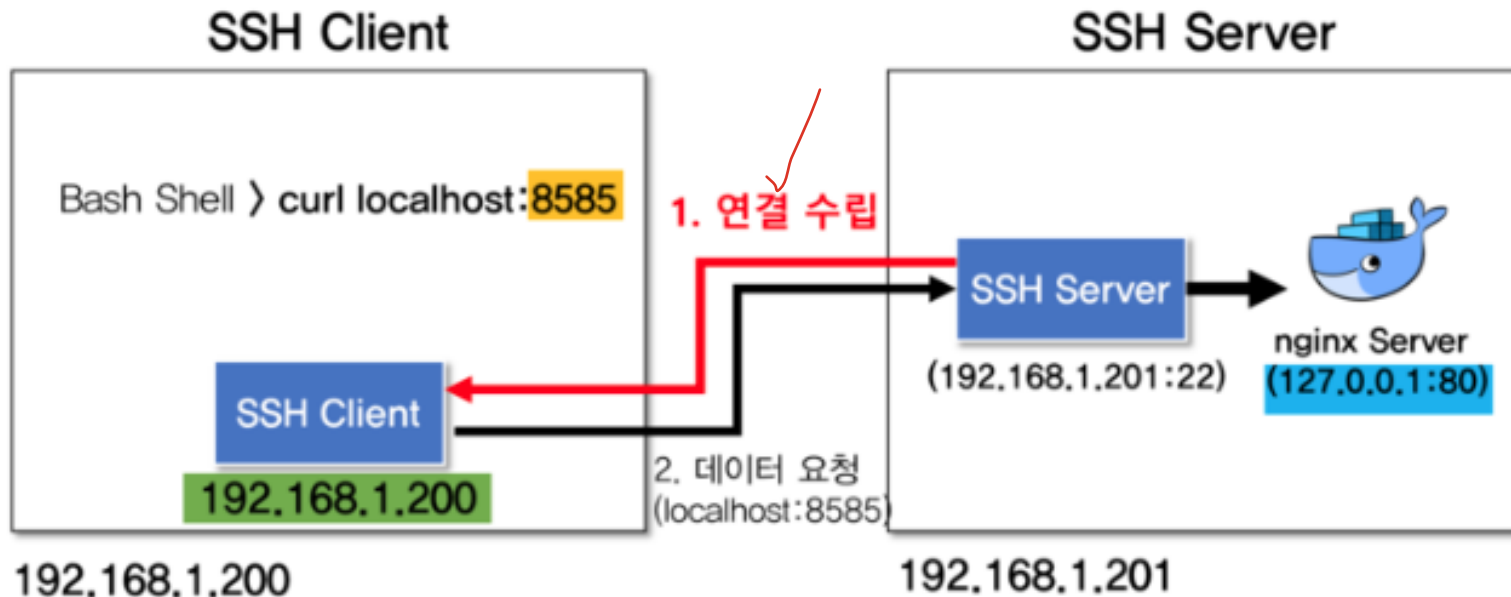 SSH Client
SSH Server
Bash Shell > curl localhost:8585
1. 연결 수립
SSH Server
nginx Server
(192.168.1.201:22)
(127.0.0.1:80)
SSH Client
192.168.1.200
2. 데이터 요청
(localhost:8585)
192.168.1.200
192.168.1.201